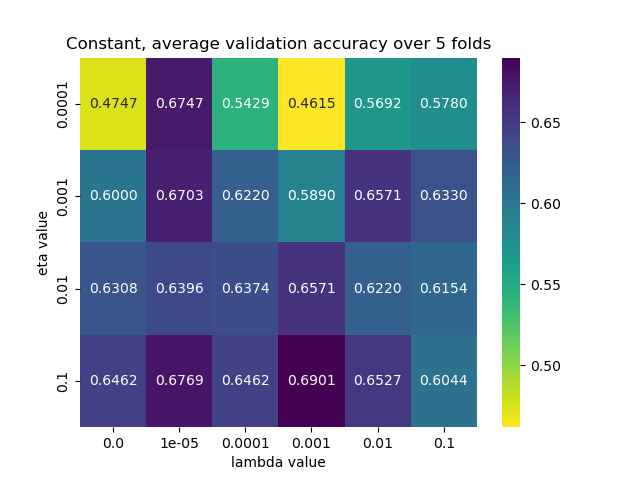 Constant, average validation accuracy over 5 folds
eta value
0.0001 0.4747 0.6747 0.5429 0.4615 0.5692 0.5780
0.001 0.6000 0.6703 0.6220 0.5890 0.6571 0.6330
0.01 0.6308 0.6396 0.6374 0.6571 0.6220 0.6154
0.1 0.6462 0.6769 0.6462 0.6901 0.6527 0.6044
0.0 1e-05 0.0001 0.001 0.01 0.1
lambda value
0.65
0.60
0.55
0.50